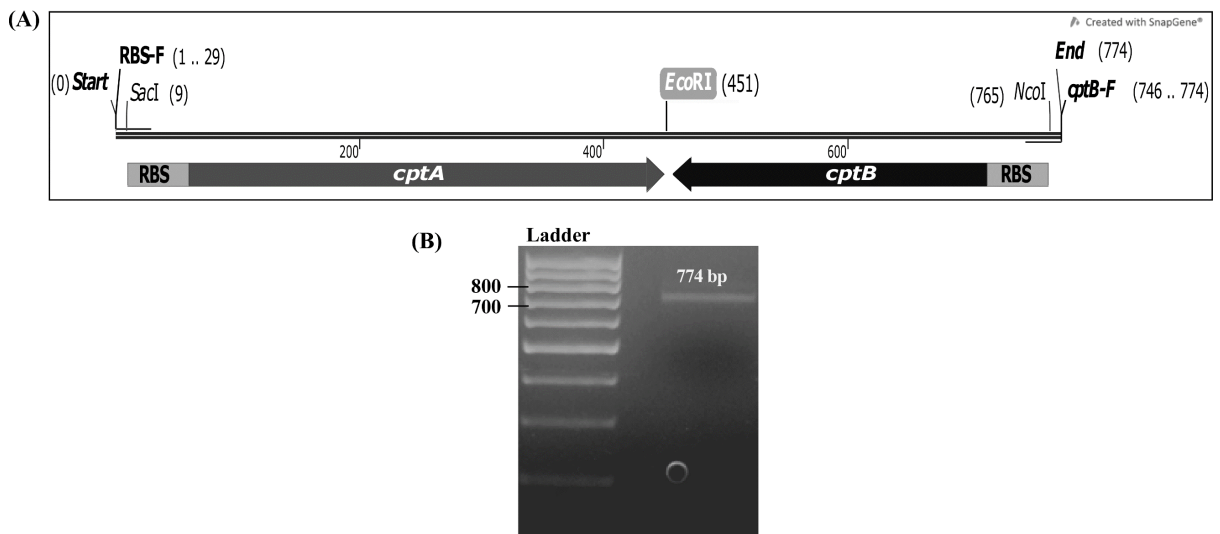 (A)
Created with SnapGene®
RBS-F (1 .. 29)
End (774)
(0) Start
SacI (9)
EcoRI (451)
(765) NcoI
cptB-F (746 .. 774)
200 400 600
RBS cptA cptB RBS
(B)
Ladder
774 bp
800
700